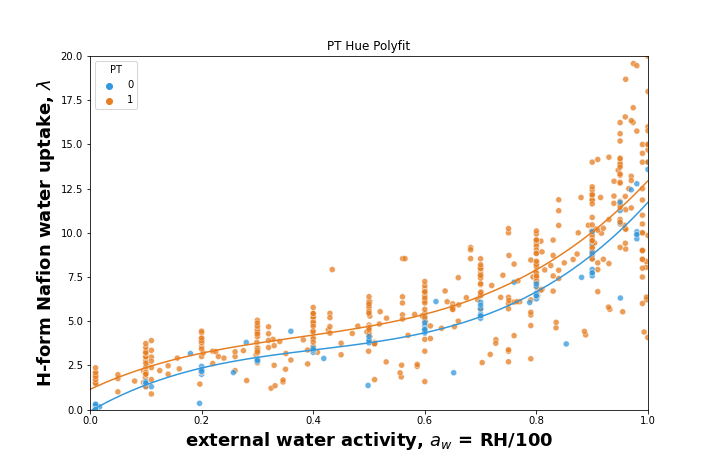 PT Hue Polyfit
H-form Nafion water uptake, λ
20.0
17.5
15.0
12.5
10.0
7.5
5.0
2.5
0.0
PT
0
1
0.0 0.2 0.4 0.6 0.8 1.0
external water activity, a_w = RH/100